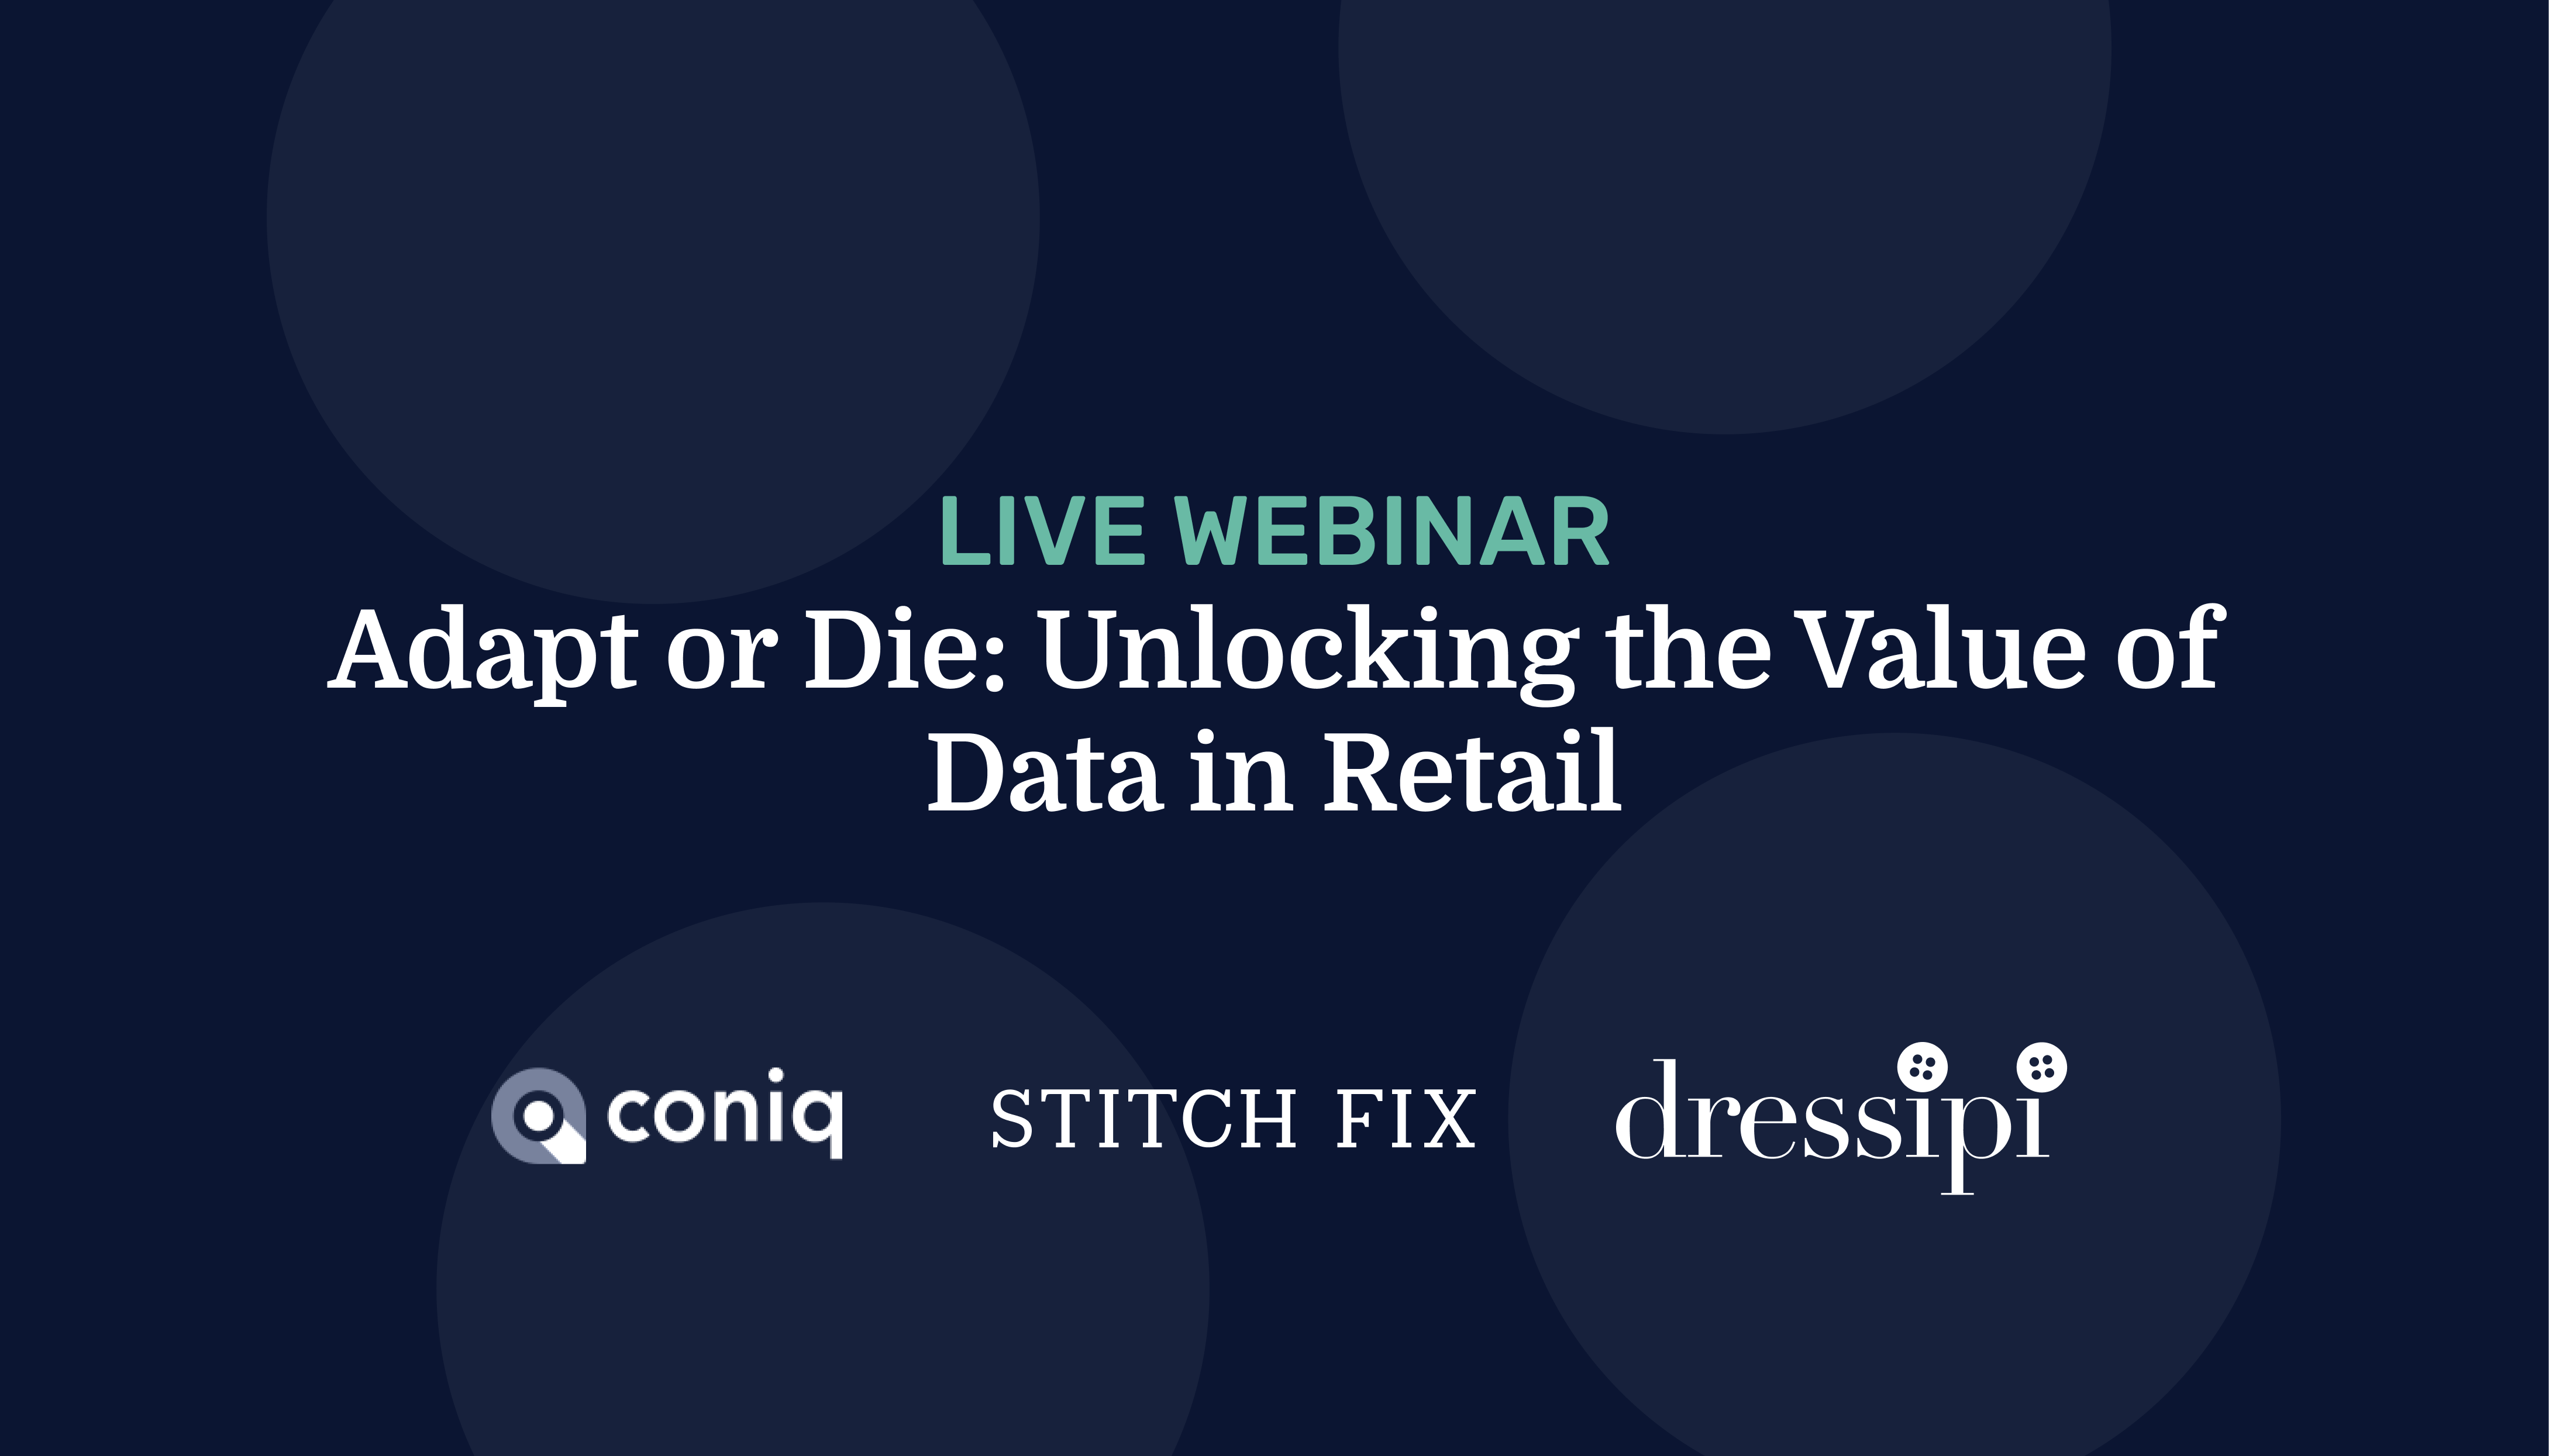 LIVE WEBINAR
Adapt or Die: Unlocking the Value of
Data in Retail
coniq STITCH FIX dressipi